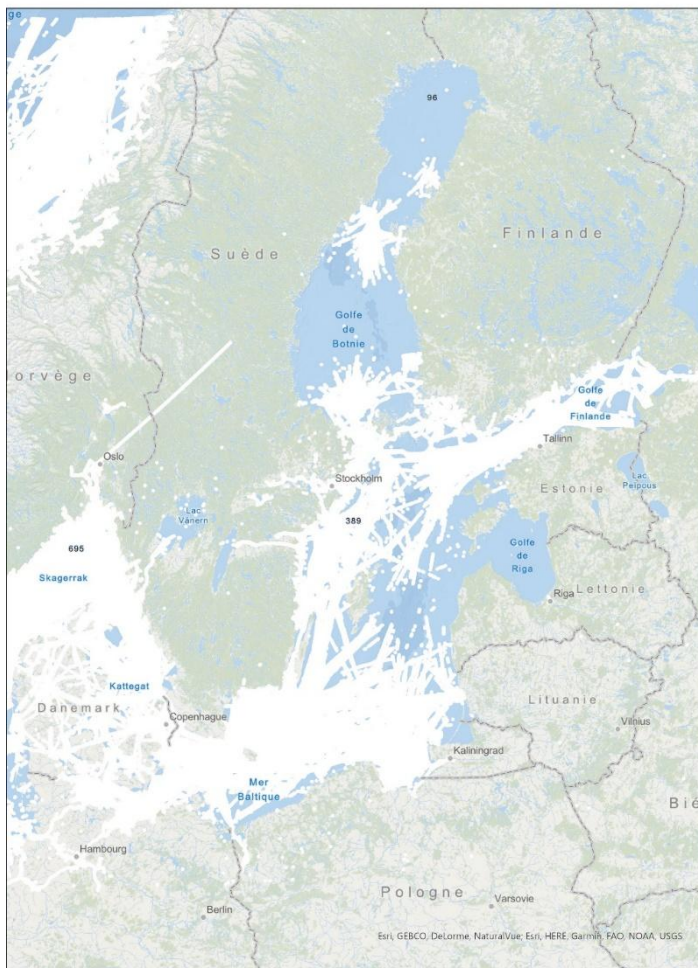 ge
96
Suède
Finlande
Golfe
de
Botnie
orvège
Golfe
de
Finlande
Oslo
Tallinn
Stockholm
Estonie
Lac
Peïpous
Lac
Vänern
389
695
Golfe
de
Riga
Skagerrak
Riga
Lettonie
Kattegat
Lituanie
Danemark
Copenhague
Vilnius
Kaliningrad
Mer
Baltique
Bié
Hambourg
Pologne
Varsovie
Berlin
Esri, GEBCO, DeLorme, NaturalVue; Esri, HERE, Garmin, FAO, NOAA, USGS